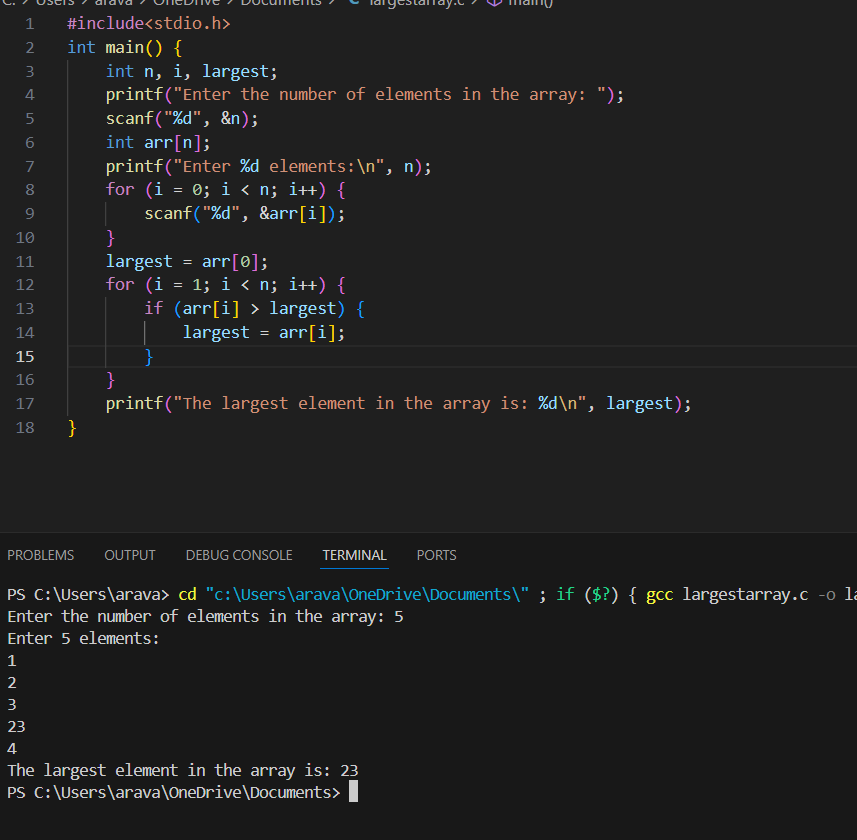 C: > Users > arava > OneDrive > Documents > C largestarray.c > main()
1 #include<stdio.h>
2 int main() {
3     int n, i, largest;
4     printf("Enter the number of elements in the array: ");
5     scanf("%d", &n);
6     int arr[n];
7     printf("Enter %d elements:\n", n);
8     for (i = 0; i < n; i++) {
9         scanf("%d", &arr[i]);
10     }
11     largest = arr[0];
12     for (i = 1; i < n; i++) {
13         if (arr[i] > largest) {
14             largest = arr[i];
15         }
16     }
17     printf("The largest element in the array is: %d\n", largest);
18 }
PROBLEMS OUTPUT DEBUG CONSOLE TERMINAL PORTS
PS C:\Users\arava> cd "c:\Users\arava\OneDrive\Documents\" ; if ($?) { gcc largestarray.c -o la
Enter the number of elements in the array: 5
Enter 5 elements:
1
2
3
23
4
The largest element in the array is: 23
PS C:\Users\arava\OneDrive\Documents>